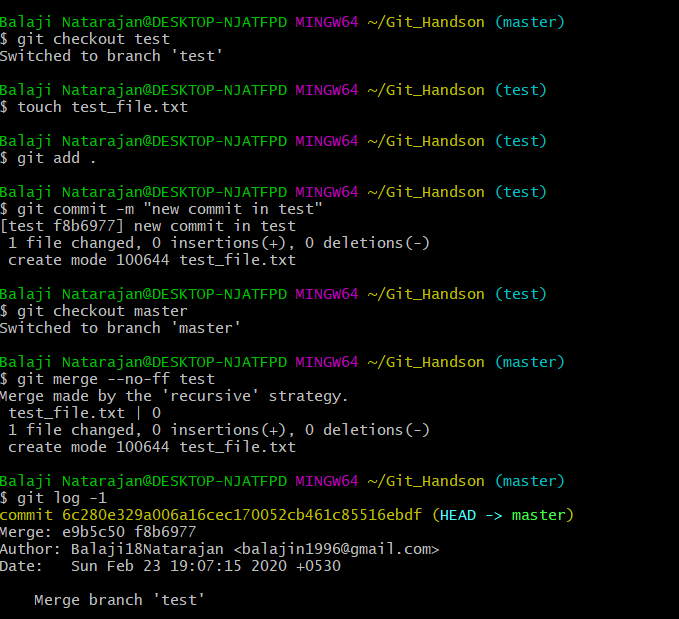 Balaji Natarajan@DESKTOP-NJATFPD MINGW64 ~/Git_Handson (master)
$ git checkout test
Switched to branch 'test'
Balaji Natarajan@DESKTOP-NJATFPD MINGW64 ~/Git_Handson (test)
$ touch test_file.txt
Balaji Natarajan@DESKTOP-NJATFPD MINGW64 ~/Git_Handson (test)
$ git add .
Balaji Natarajan@DESKTOP-NJATFPD MINGW64 ~/Git_Handson (test)
$ git commit -m "new commit in test"
[test f8b6977] new commit in test
 1 file changed, 0 insertions(+), 0 deletions(-)
 create mode 100644 test_file.txt
Balaji Natarajan@DESKTOP-NJATFPD MINGW64 ~/Git_Handson (test)
$ git checkout master
Switched to branch 'master'
Balaji Natarajan@DESKTOP-NJATFPD MINGW64 ~/Git_Handson (master)
$ git merge --no-ff test
Merge made by the 'recursive' strategy.
 test_file.txt | 0
 1 file changed, 0 insertions(+), 0 deletions(-)
 create mode 100644 test_file.txt
Balaji Natarajan@DESKTOP-NJATFPD MINGW64 ~/Git_Handson (master)
$ git log -1
commit 6c280e329a006a16cec170052cb461c85516ebdf (HEAD -> master)
Merge: e9b5c50 f8b6977
Author: Balaji18Natarajan <balajin1996@gmail.com>
Date:   Sun Feb 23 19:07:15 2020 +0530
    Merge branch 'test'